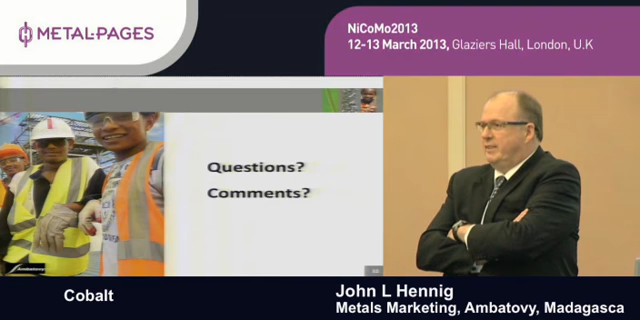 METAL-PAGES
NiCoMo2013
12-13 March 2013, Glaziers Hall, London, U.K
Questions?
Comments?
Ambatovy
Cobalt
John L Hennig
Metals Marketing, Ambatovy, Madagasca